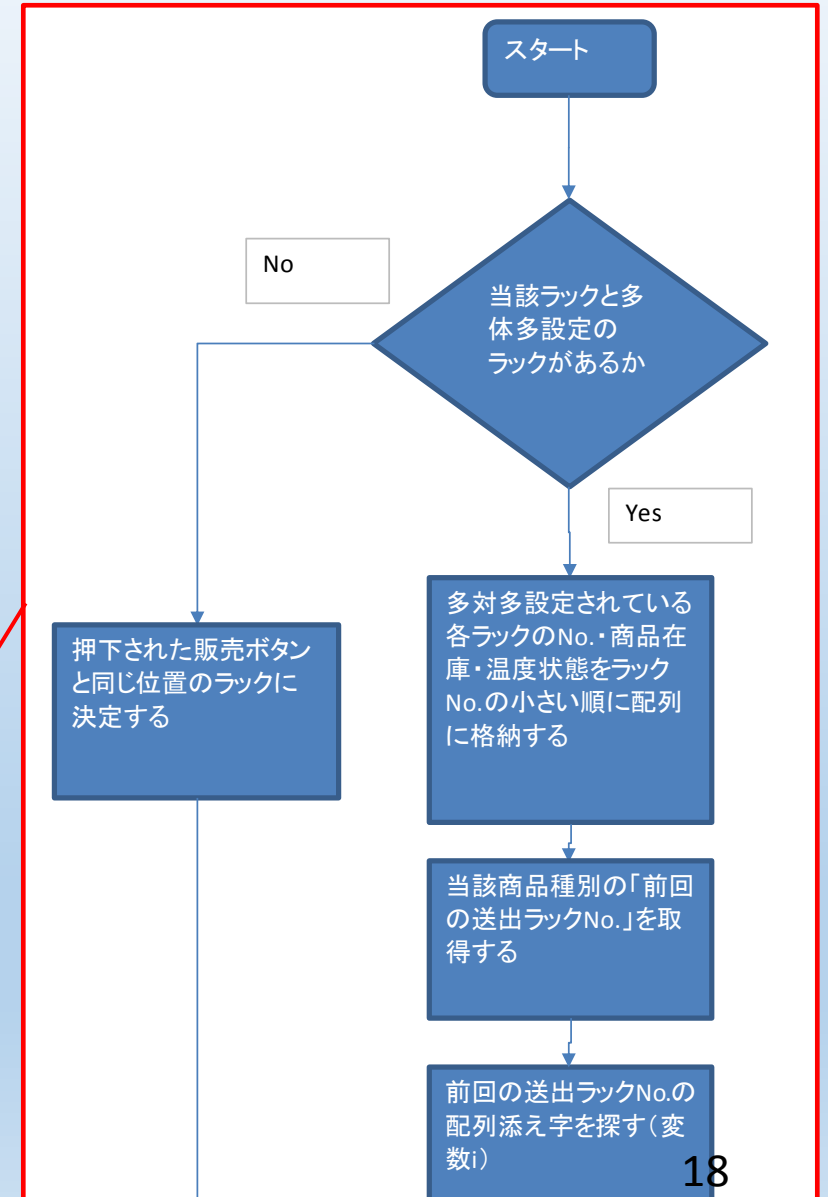 スタート
No
当該ラックと多
体多設定の
ラックがあるか
Yes
押下された販売ボタン
と同じ位置のラックに
決定する
多対多設定されている
各ラックのNo.・商品在
庫・温度状態をラック
No.の小さい順に配列
に格納する
当該商品種別の「前回
の送出ラックNo.」を取
得する
前回の送出ラックNo.の
配列添え字を探す（変
数i）
18